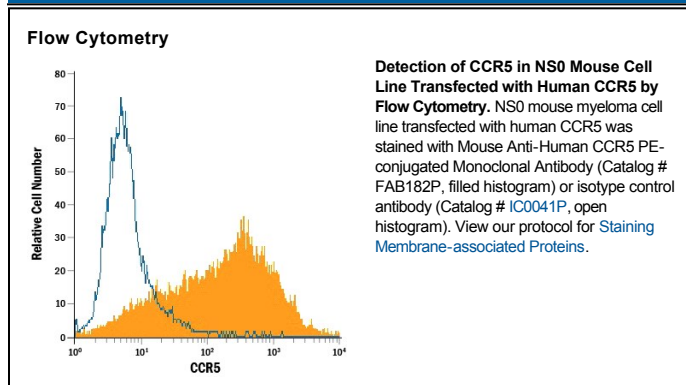 Flow Cytometry
80
70
60
50
40
30
20
10
0
Relative Cell Number
10⁰
10¹
10²
10³
10⁴
CCR5
Detection of CCR5 in NS0 Mouse Cell
Line Transfected with Human CCR5 by
Flow Cytometry. NS0 mouse myeloma cell
line transfected with human CCR5 was
stained with Mouse Anti-Human CCR5 PE-
conjugated Monoclonal Antibody (Catalog #
FAB182P, filled histogram) or isotype control
antibody (Catalog # IC0041P, open
histogram). View our protocol for Staining
Membrane-associated Proteins.